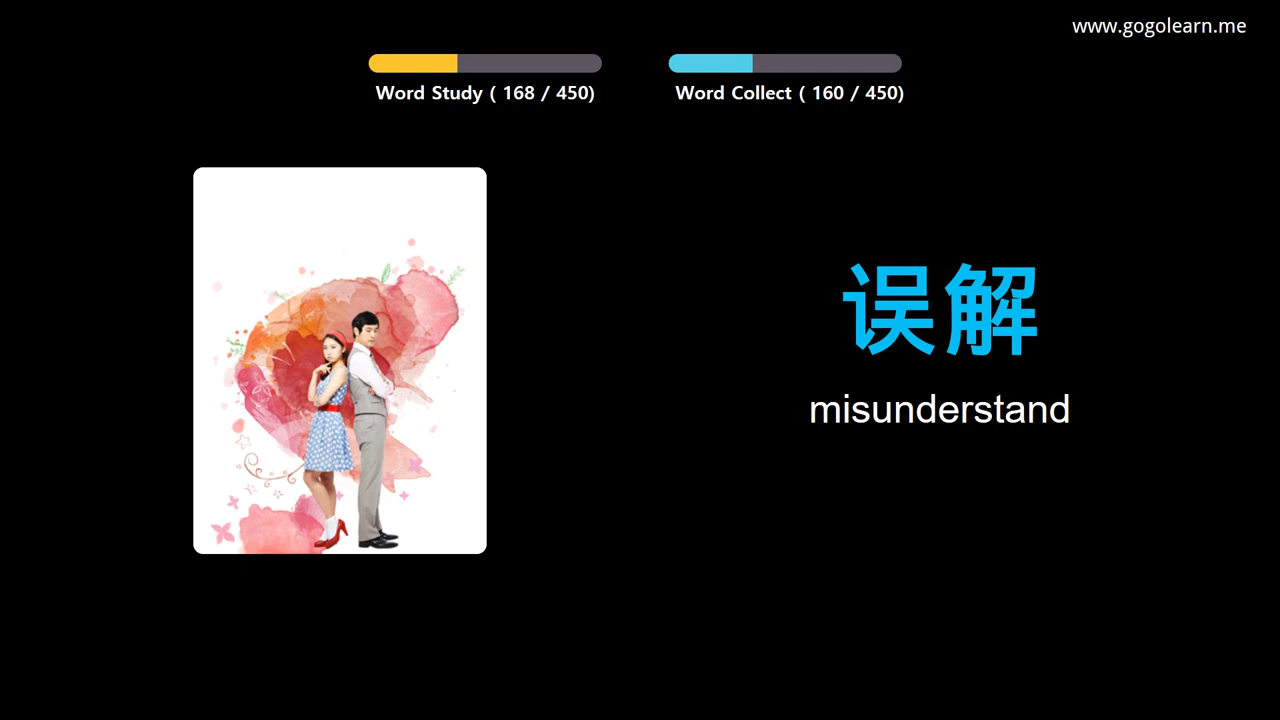 www.gogolearn.me
Word Study ( 168 / 450)
Word Collect ( 160 / 450)
误解
misunderstand